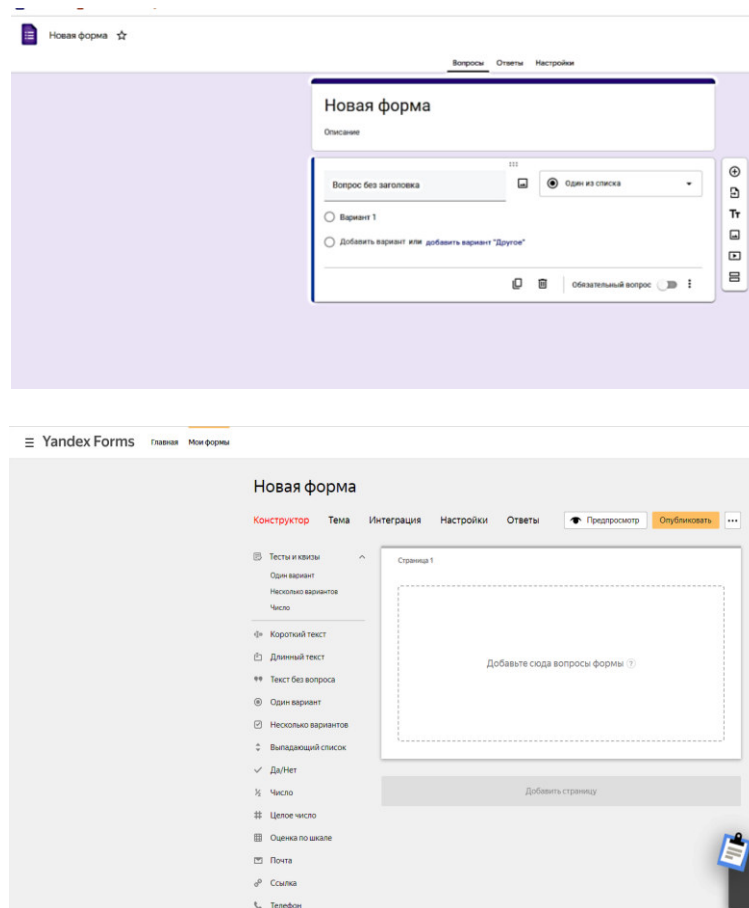 Новая форма
Вопросы Ответы Настройки
Новая форма
Описание
Вопрос без заголовка
Один из списка
Вариант 1
Добавить вариант или добавить вариант "Другое"
Обязательный вопрос
Tт
Yandex Forms Главная Мои формы
Новая форма
Конструктор Тема Интеграция Настройки Ответы Предпросмотр Опубликовать
Тесты и квизы
Один вариант
Несколько вариантов
Число
Страница 1
Добавьте сюда вопросы формы ?
Добавить страницу
Короткий текст
Длинный текст
Текст без вопроса
Один вариант
Несколько вариантов
Выпадающий список
Да/Нет
Число
Целое число
Оценка по шкале
Почта
Ссылка
Телефон